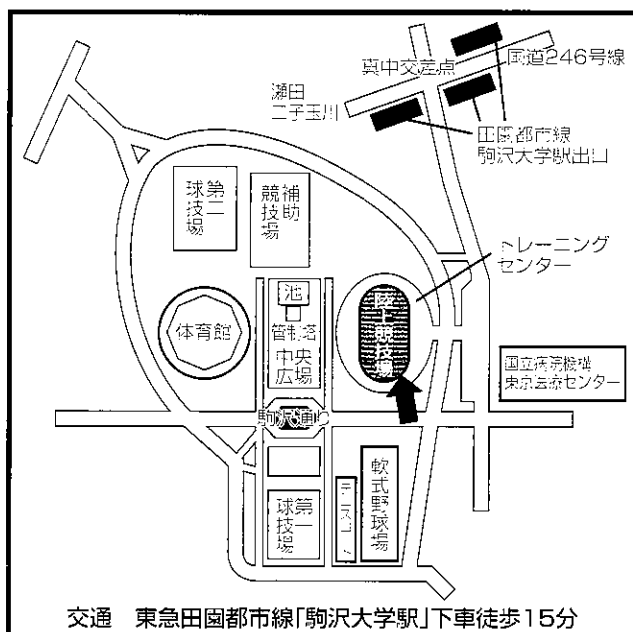 国道246号線
真中交差点
瀬田
二子玉川
田園都市線
駒沢大学駅出口
第二球技場
補助競技場
トレーニング
センター
池
陸上競技場
体育館
管制塔
中央
広場
国立病院機構
東京医療センター
駒沢通り
軟式野球場
テニスコート
第一球技場
交通 東急田園都市線「駒沢大学駅」下車徒歩15分